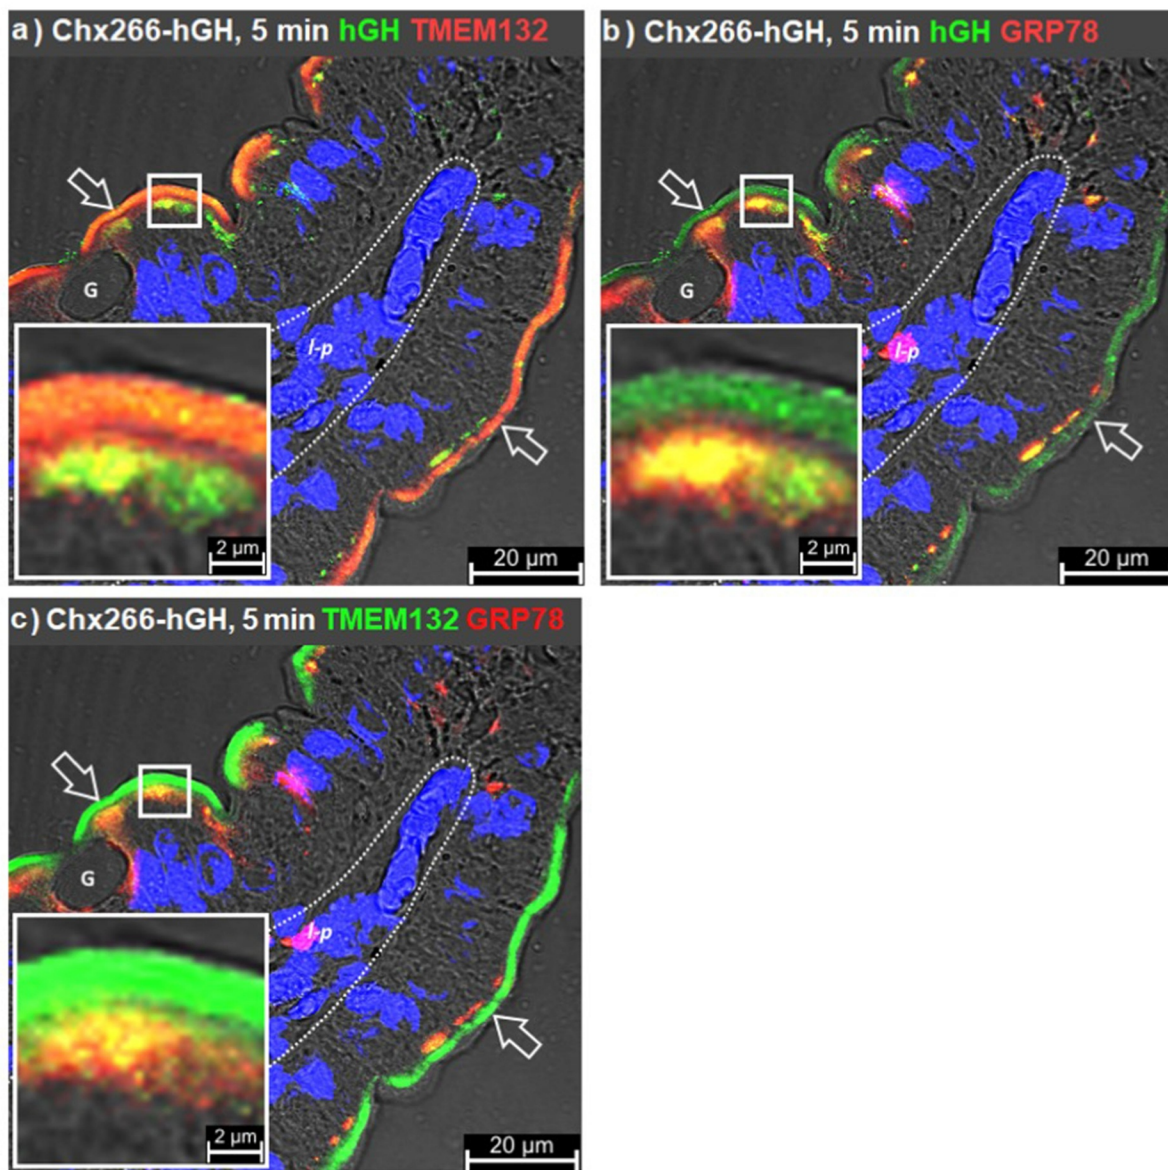 a) Chx266-hGH, 5 min hGH TMEM132
G
l-p
2 µm
20 µm
b) Chx266-hGH, 5 min hGH GRP78
G
l-p
2 µm
20 µm
c) Chx266-hGH, 5 min TMEM132 GRP78
G
l-p
2 µm
20 µm